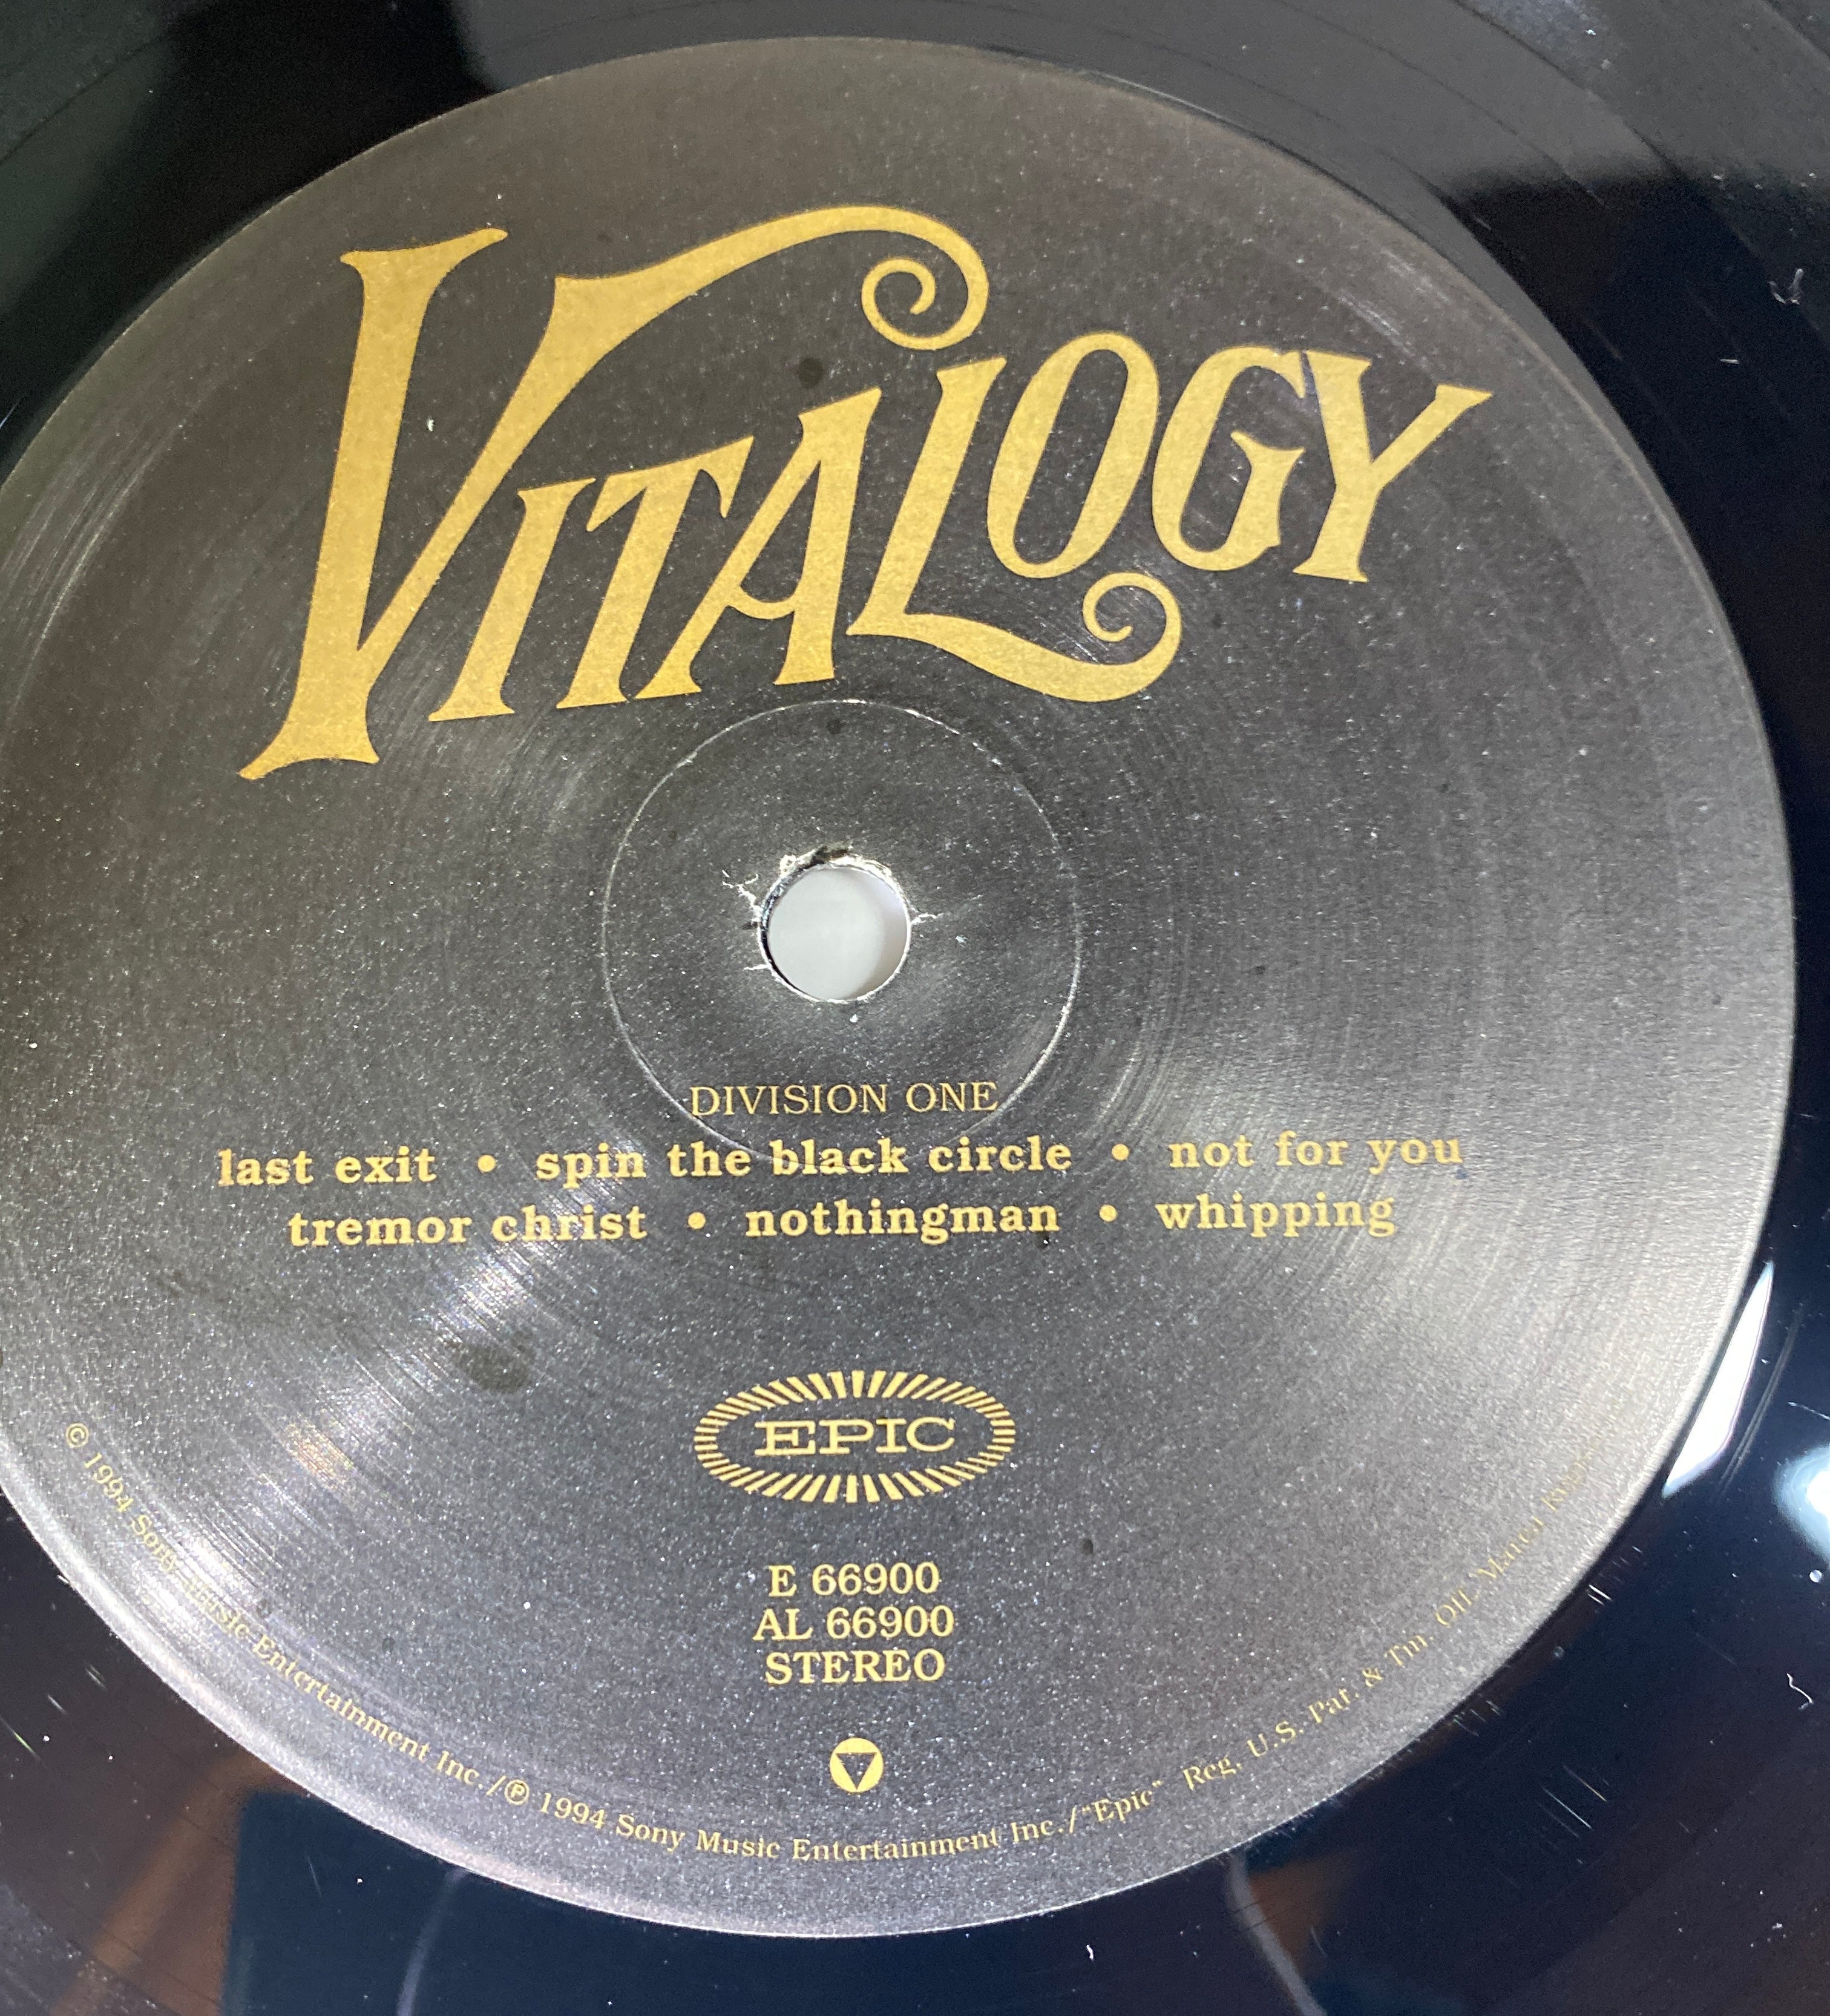 VITALOGY
DIVISION ONE
last exit • spin the black circle • not for you
tremor christ • nothingman • whipping
EPIC
E 66900
AL 66900
STEREO
© 1994 Sony Music Entertainment Inc./℗ 1994 Sony Music Entertainment Inc./"Epic" Reg. U.S. Pat. & Tm. Off. Marca